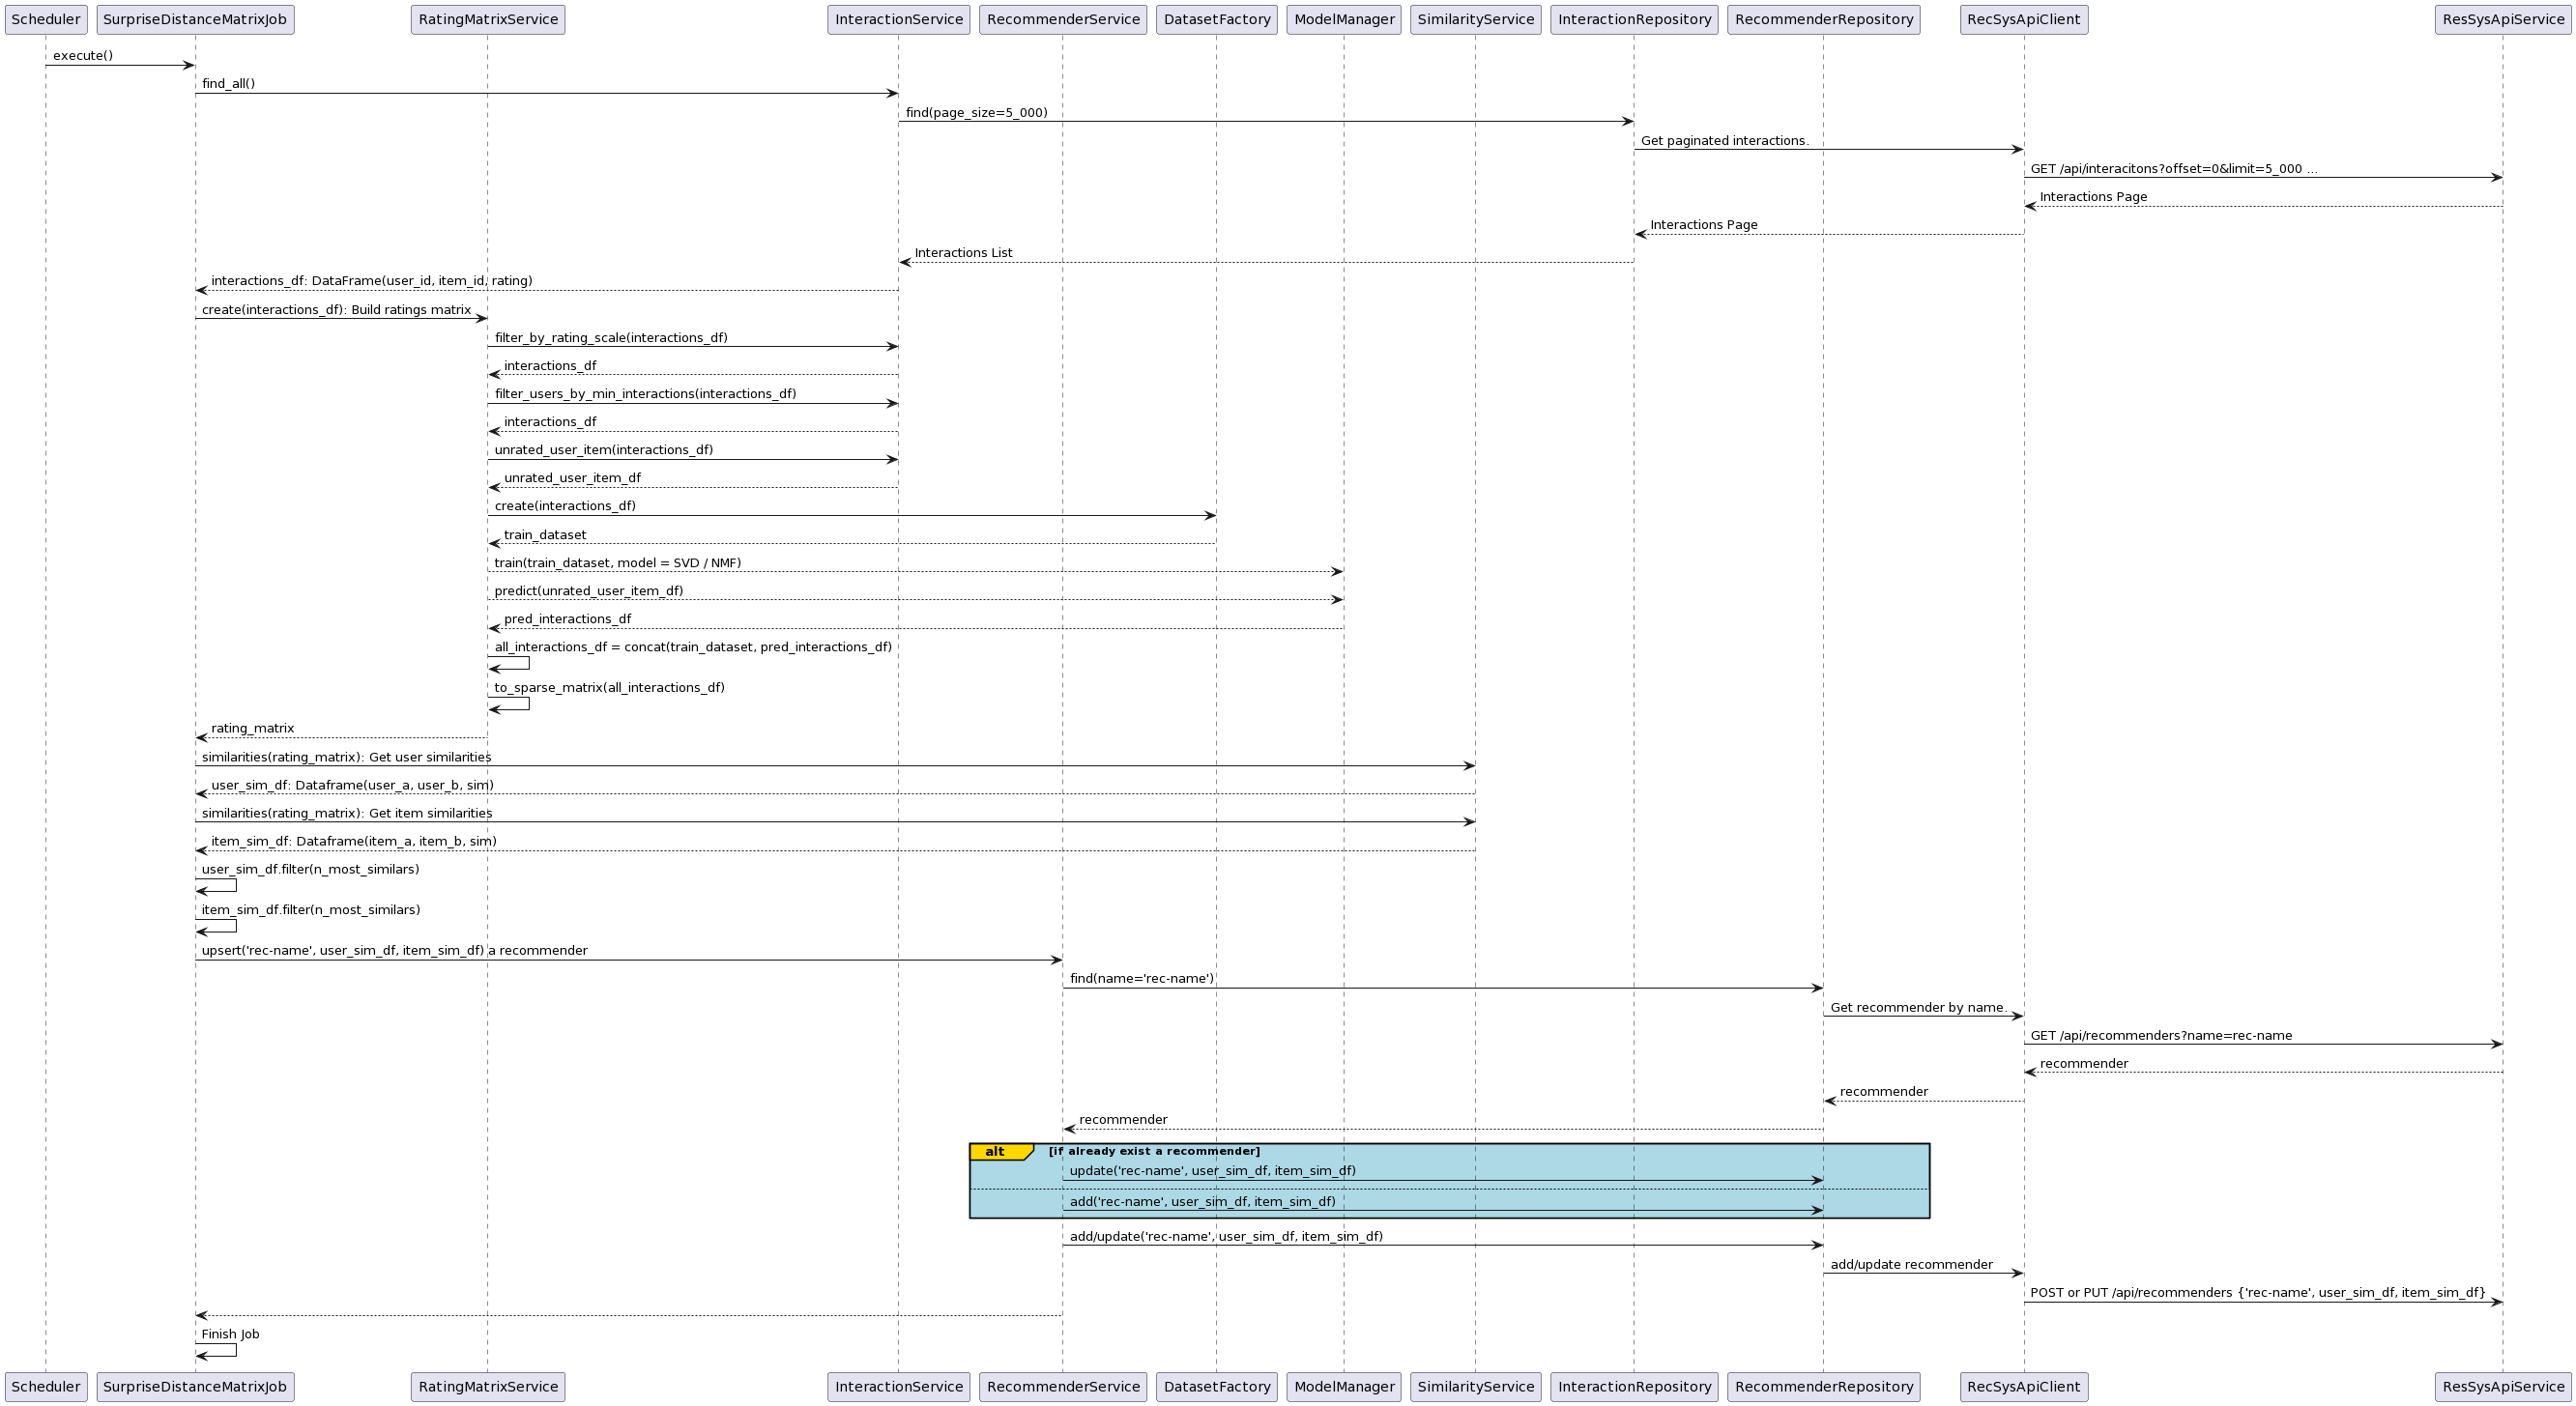 Scheduler SurpriseDistanceMatrixJob RatingMatrixService InteractionService RecommenderService DatasetFactory ModelManager SimilarityService InteractionRepository RecommenderRepository RecSysApiClient ResSysApiService
execute()
find_all()
find(page_size=5_000)
Get paginated interactions.
GET /api/interacitons?offset=0&limit=5_000 ...
Interactions Page
Interactions Page
Interactions List
interactions_df: DataFrame(user_id, item_id, rating)
create(interactions_df): Build ratings matrix
filter_by_rating_scale(interactions_df)
interactions_df
filter_users_by_min_interactions(interactions_df)
interactions_df
unrated_user_item(interactions_df)
unrated_user_item_df
create(interactions_df)
train_dataset
train(train_dataset, model = SVD / NMF)
predict(unrated_user_item_df)
pred_interactions_df
all_interactions_df = concat(train_dataset, pred_interactions_df)
to_sparse_matrix(all_interactions_df)
rating_matrix
similarities(rating_matrix): Get user similarities
user_sim_df: Dataframe(user_a, user_b, sim)
similarities(rating_matrix): Get item similarities
item_sim_df: Dataframe(item_a, item_b, sim)
user_sim_df.filter(n_most_similars)
item_sim_df.filter(n_most_similars)
upsert('rec-name', user_sim_df, item_sim_df) a recommender
find(name='rec-name')
Get recommender by name.
GET /api/recommenders?name=rec-name
recommender
recommender
recommender
alt [if already exist a recommender]
update('rec-name', user_sim_df, item_sim_df)
add('rec-name', user_sim_df, item_sim_df)
add/update('rec-name', user_sim_df, item_sim_df)
add/update recommender
POST or PUT /api/recommenders {'rec-name', user_sim_df, item_sim_df}
Finish Job
Scheduler SurpriseDistanceMatrixJob RatingMatrixService InteractionService RecommenderService DatasetFactory ModelManager SimilarityService InteractionRepository RecommenderRepository RecSysApiClient ResSysApiService